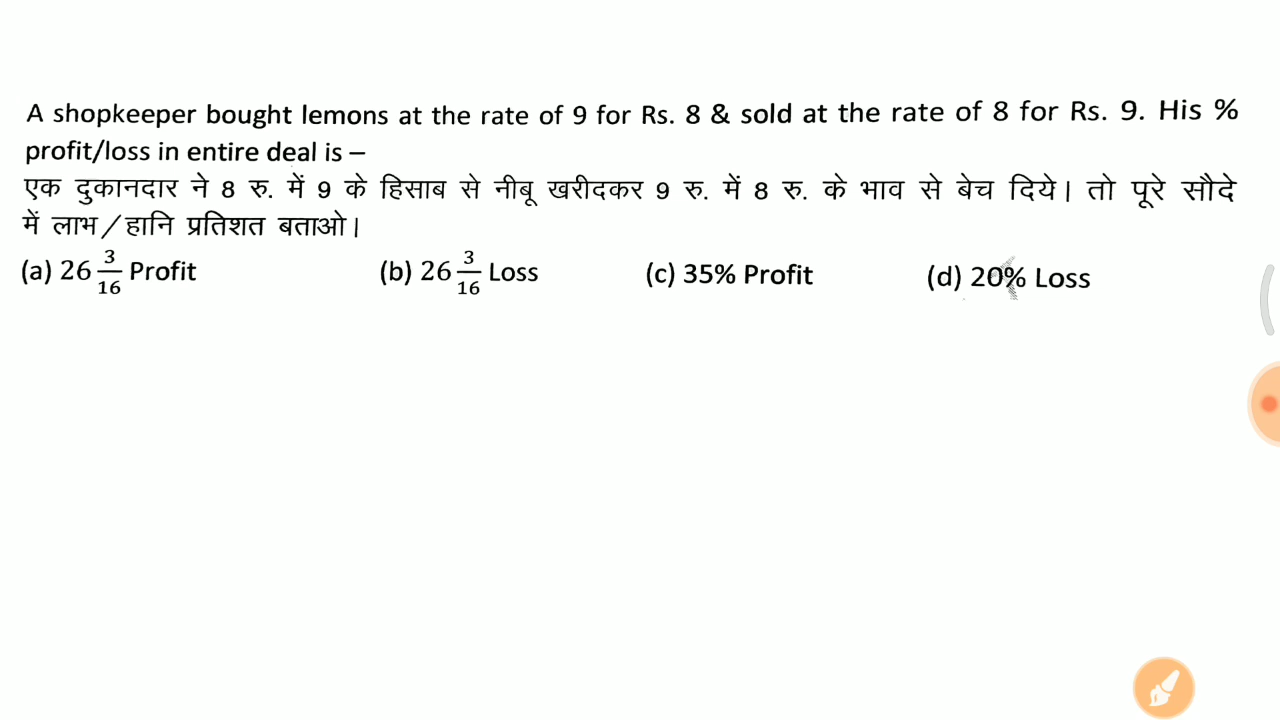 A shopkeeper bought lemons at the rate of 9 for Rs. 8 & sold at the rate of 8 for Rs. 9. His %
profit/loss in entire deal is –
एक दुकानदार ने 8 रु. में 9 के हिसाब से नीबू खरीदकर 9 रु. में 8 रु. के भाव से बेच दिये। तो पूरे सौदे
में लाभ/हानि प्रतिशत बताओ।
(a) 26 3/16 Profit (b) 26 3/16 Loss (c) 35% Profit (d) 20% Loss